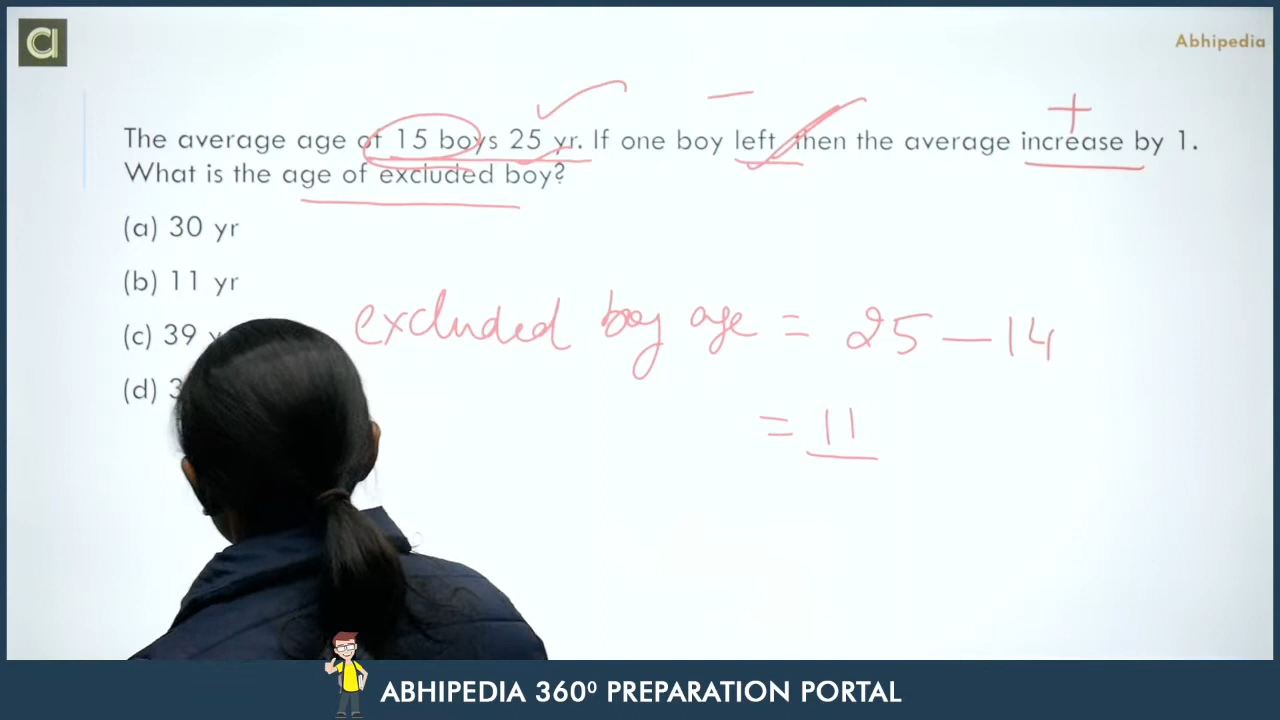 Abhipedia
The average age of 15 boys 25 yr. If one boy left then the average increase by 1.
What is the age of excluded boy?
(a) 30 yr
(b) 11 yr
(c) 39
(d) 3
− +
excluded boy age = 25 — 14
= 11
ABHIPEDIA 360⁰ PREPARATION PORTAL